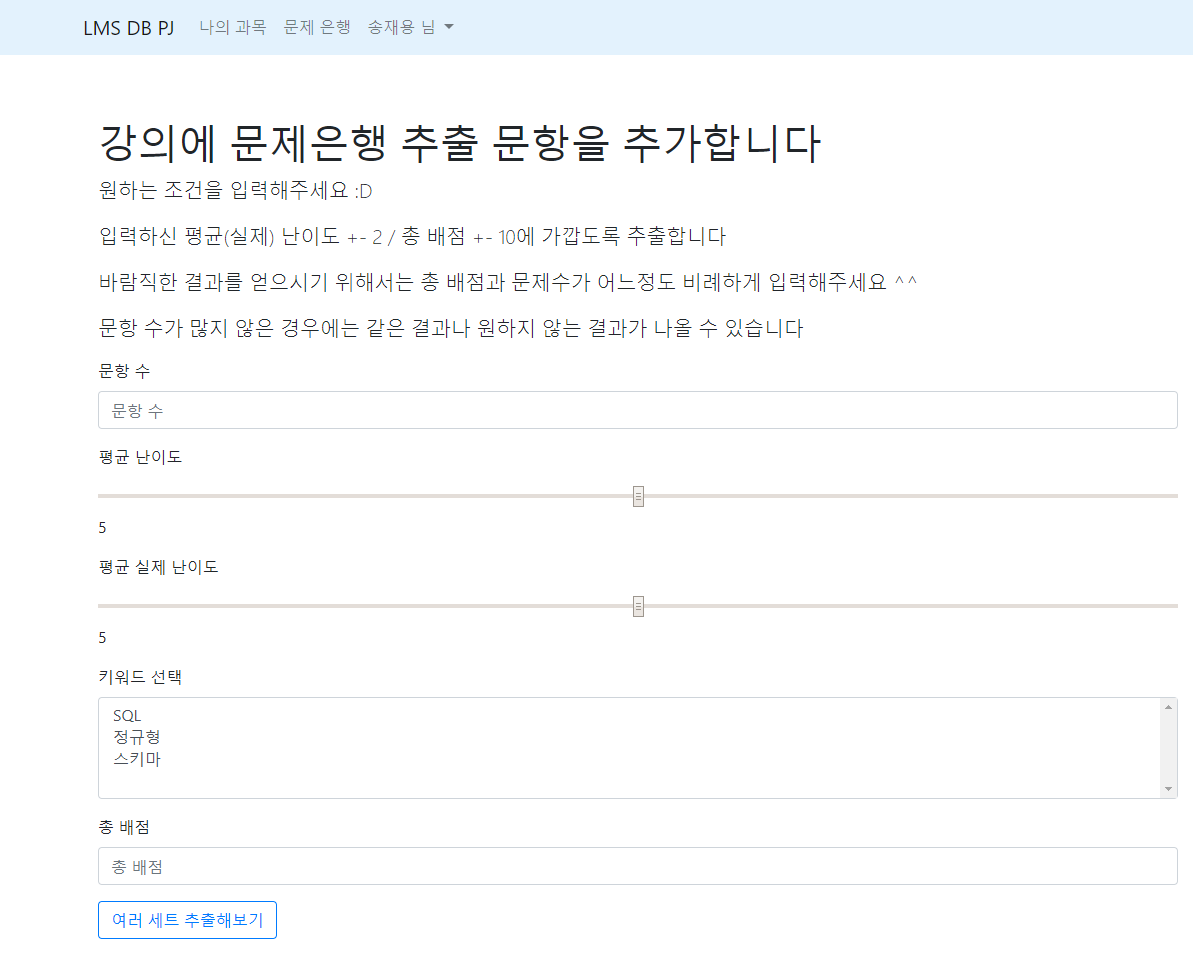 LMS DB PJ 나의 과목 문제 은행 송재용 님
강의에 문제은행 추출 문항을 추가합니다
원하는 조건을 입력해주세요 :D
입력하신 평균(실제) 난이도 +- 2 / 총 배점 +- 10에 가깝도록 추출합니다
바람직한 결과를 얻으시기 위해서는 총 배점과 문제수가 어느정도 비례하게 입력해주세요 ^^
문항 수가 많지 않은 경우에는 같은 결과나 원하지 않는 결과가 나올 수 있습니다
문항 수
문항 수
평균 난이도
5
평균 실제 난이도
5
키워드 선택
SQL
정규형
스키마
총 배점
총 배점
여러 세트 추출해보기